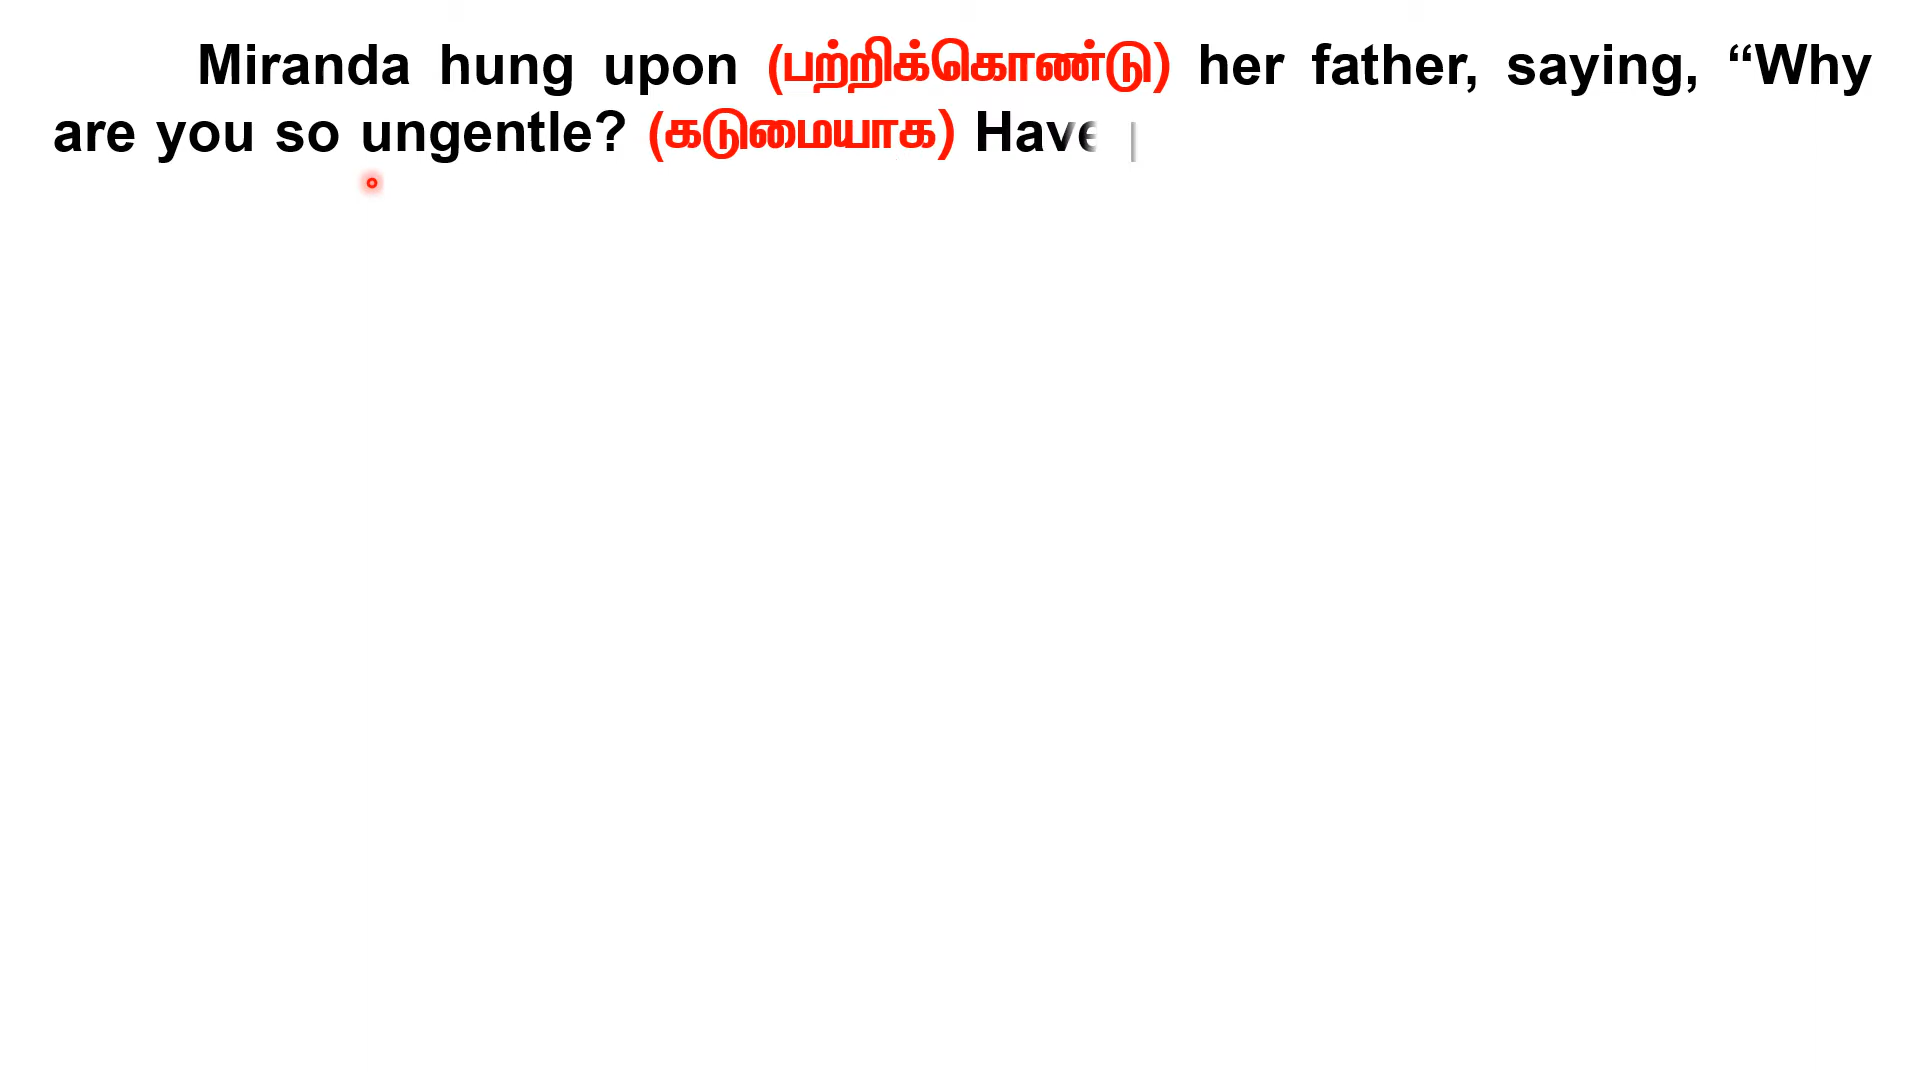 Miranda hung upon (பற்றிக்கொண்டு) her father, saying, “Why
are you so ungentle? (கடுமையாக) Have